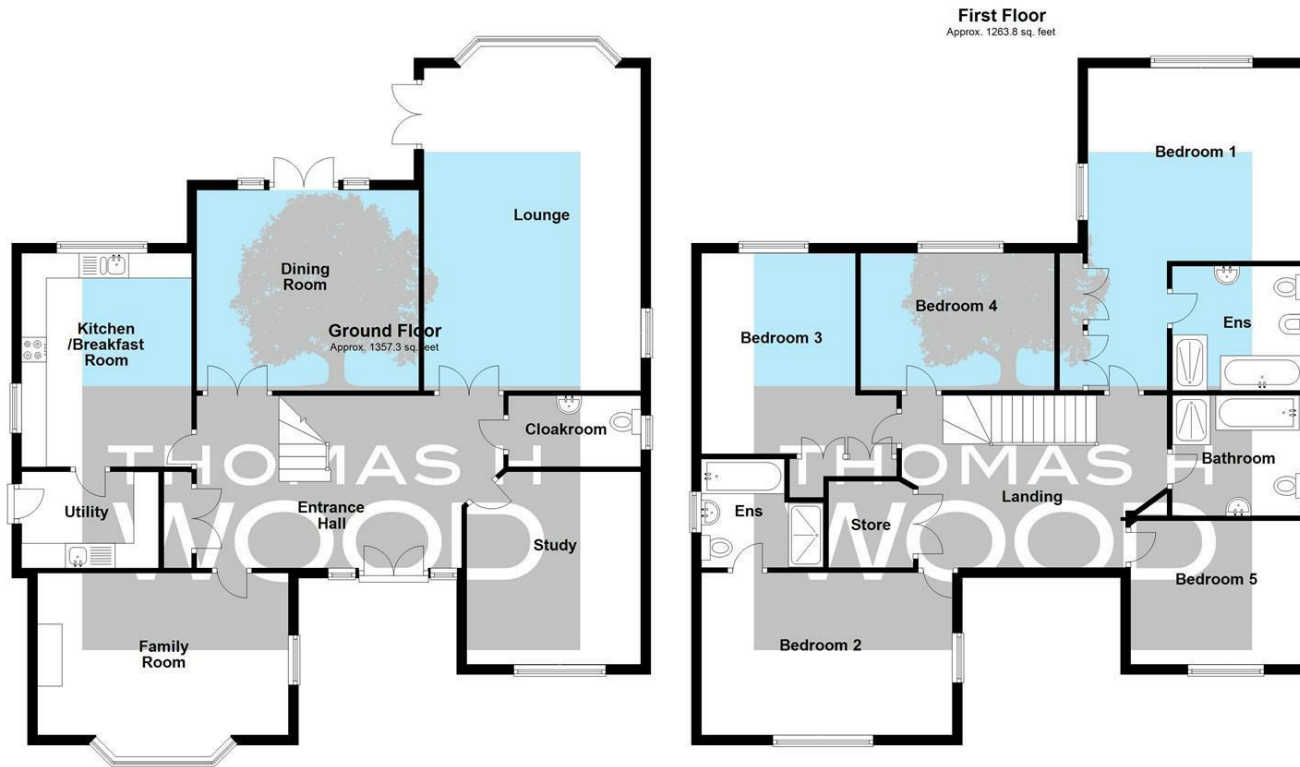 First Floor
Approx. 1263.8 sq. feet
Bedroom 1
Lounge
Dining
Room
Kitchen
/Breakfast
Room
Ground Floor
Approx. 1357.3 sq. feet
Bedroom 3
Bedroom 4
Ens
Cloakroom
THOMAS H
WOOD
Utility
Entrance
Hall
Study
Family
Room
THOMAS H
WOOD
Bathroom
Landing
Ens
Store
Bedroom 5
Bedroom 2